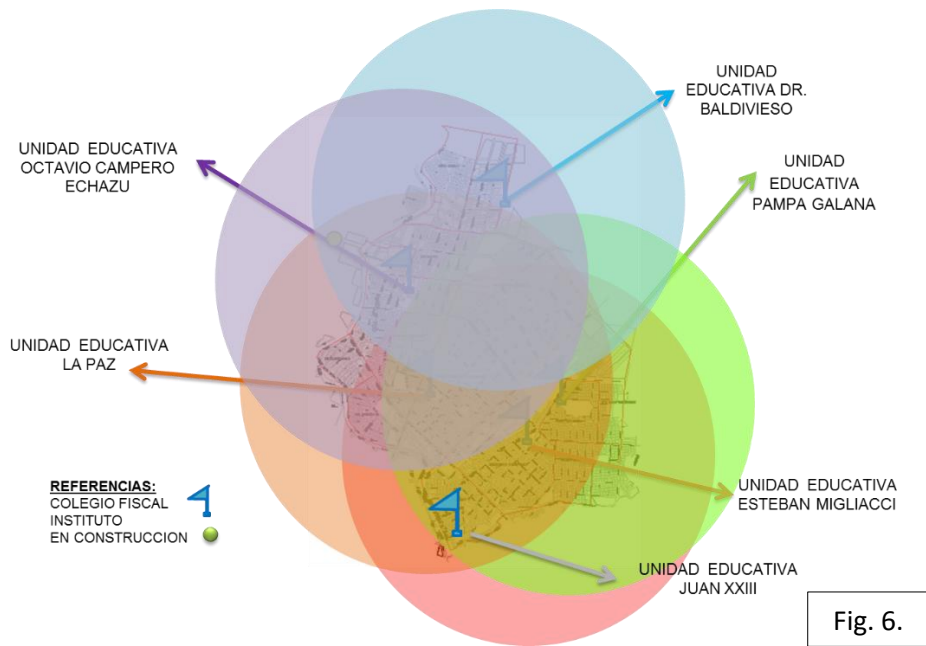 UNIDAD
EDUCATIVA DR.
BALDIVIESO
UNIDAD EDUCATIVA
OCTAVIO CAMPERO
ECHAZU
UNIDAD
EDUCATIVA
PAMPA GALANA
UNIDAD EDUCATIVA
LA PAZ
REFERENCIAS:
COLEGIO FISCAL
INSTITUTO
EN CONSTRUCCION
UNIDAD EDUCATIVA
ESTEBAN MIGLIACCI
UNIDAD EDUCATIVA
JUAN XXIII
Fig. 6.